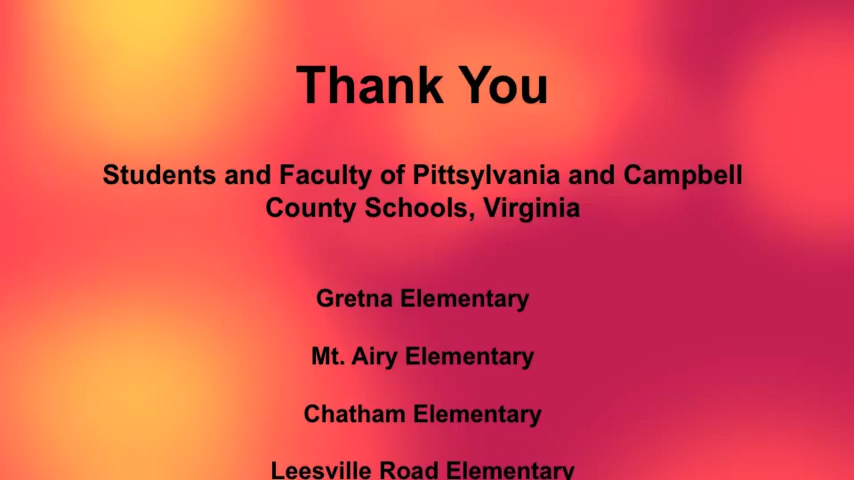 Thank You
Students and Faculty of Pittsylvania and Campbell
County Schools, Virginia
Gretna Elementary
Mt. Airy Elementary
Chatham Elementary
Leesville Road Elementary